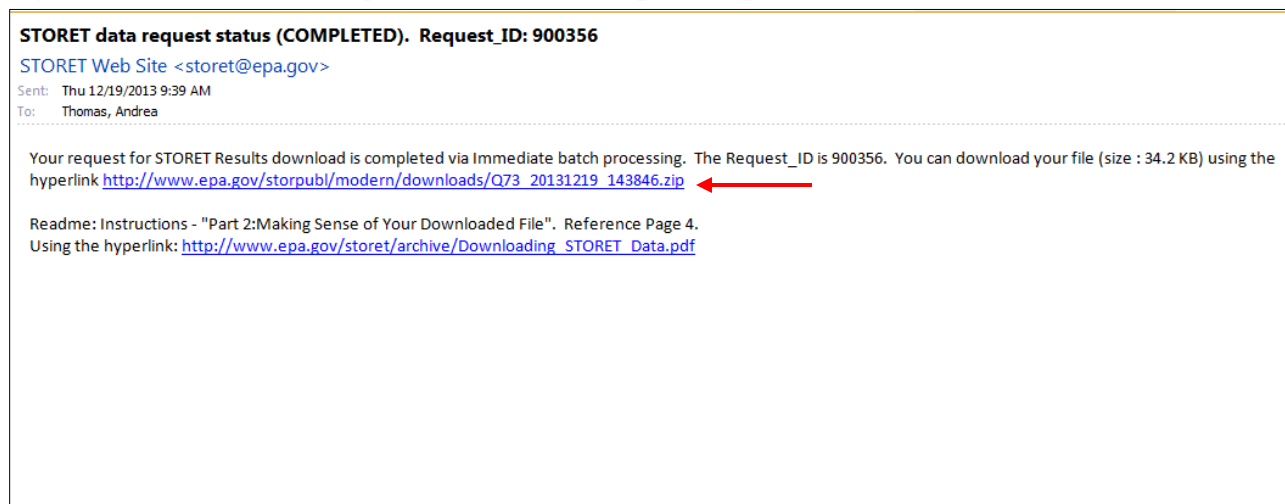 STORET data request status (COMPLETED).  Request_ID: 900356
STORET Web Site <storet@epa.gov>
Sent: Thu 12/19/2013 9:39 AM
To: Thomas, Andrea
Your request for STORET Results download is completed via Immediate batch processing.  The Request_ID is 900356.  You can download your file (size : 34.2 KB) using the
hyperlink http://www.epa.gov/storpubl/modern/downloads/Q73_20131219_143846.zip
Readme: Instructions - "Part 2:Making Sense of Your Downloaded File".  Reference Page 4.
Using the hyperlink: http://www.epa.gov/storet/archive/Downloading_STORET_Data.pdf